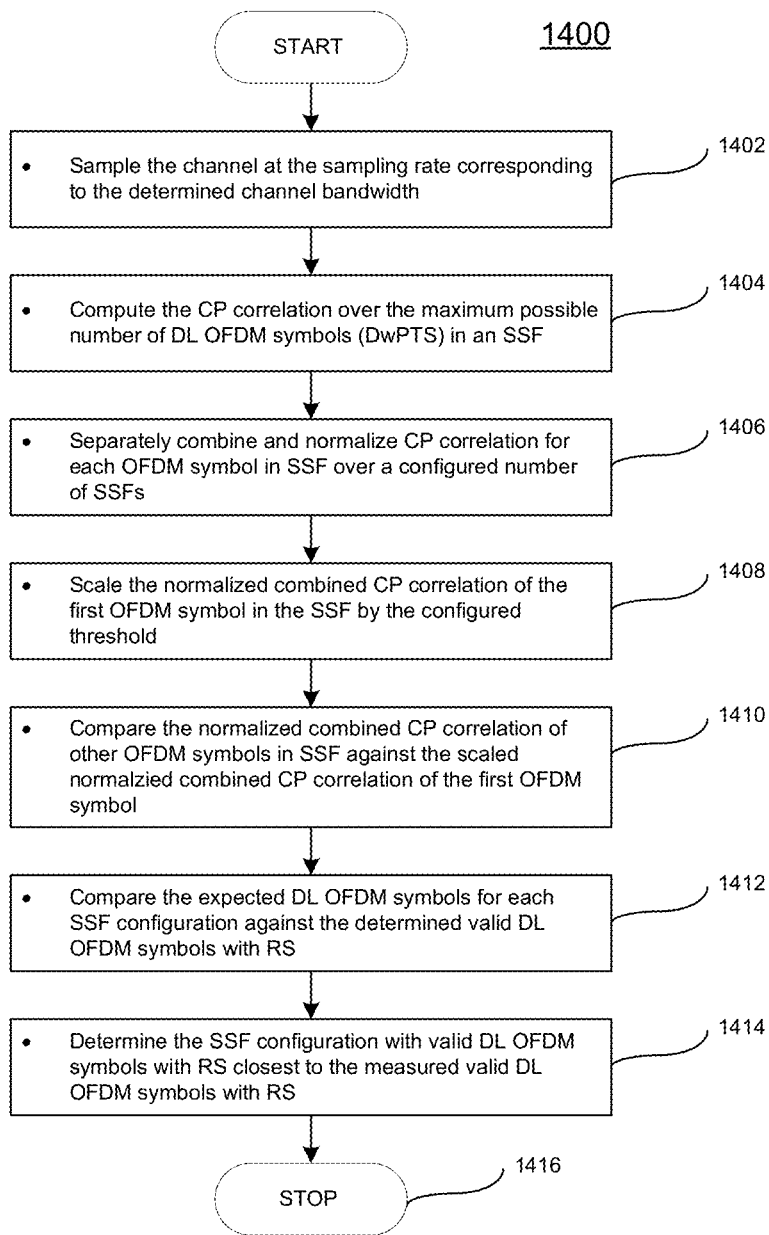 START
1400
• Sample the channel at the sampling rate corresponding
to the determined channel bandwidth
1402
• Compute the CP correlation over the maximum possible
number of DL OFDM symbols (DwPTS) in an SSF
1404
• Separately combine and normalize CP correlation for
each OFDM symbol in SSF over a configured number
of SSFs
1406
• Scale the normalized combined CP correlation of the
first OFDM symbol in the SSF by the configured
threshold
1408
• Compare the normalized combined CP correlation of
other OFDM symbols in SSF against the scaled
normalzied combined CP correlation of the first OFDM
symbol
1410
• Compare the expected DL OFDM symbols for each
SSF configuration against the determined valid DL
OFDM symbols with RS
1412
• Determine the SSF configuration with valid DL OFDM
symbols with RS closest to the measured valid DL
OFDM symbols with RS
1414
STOP
1416